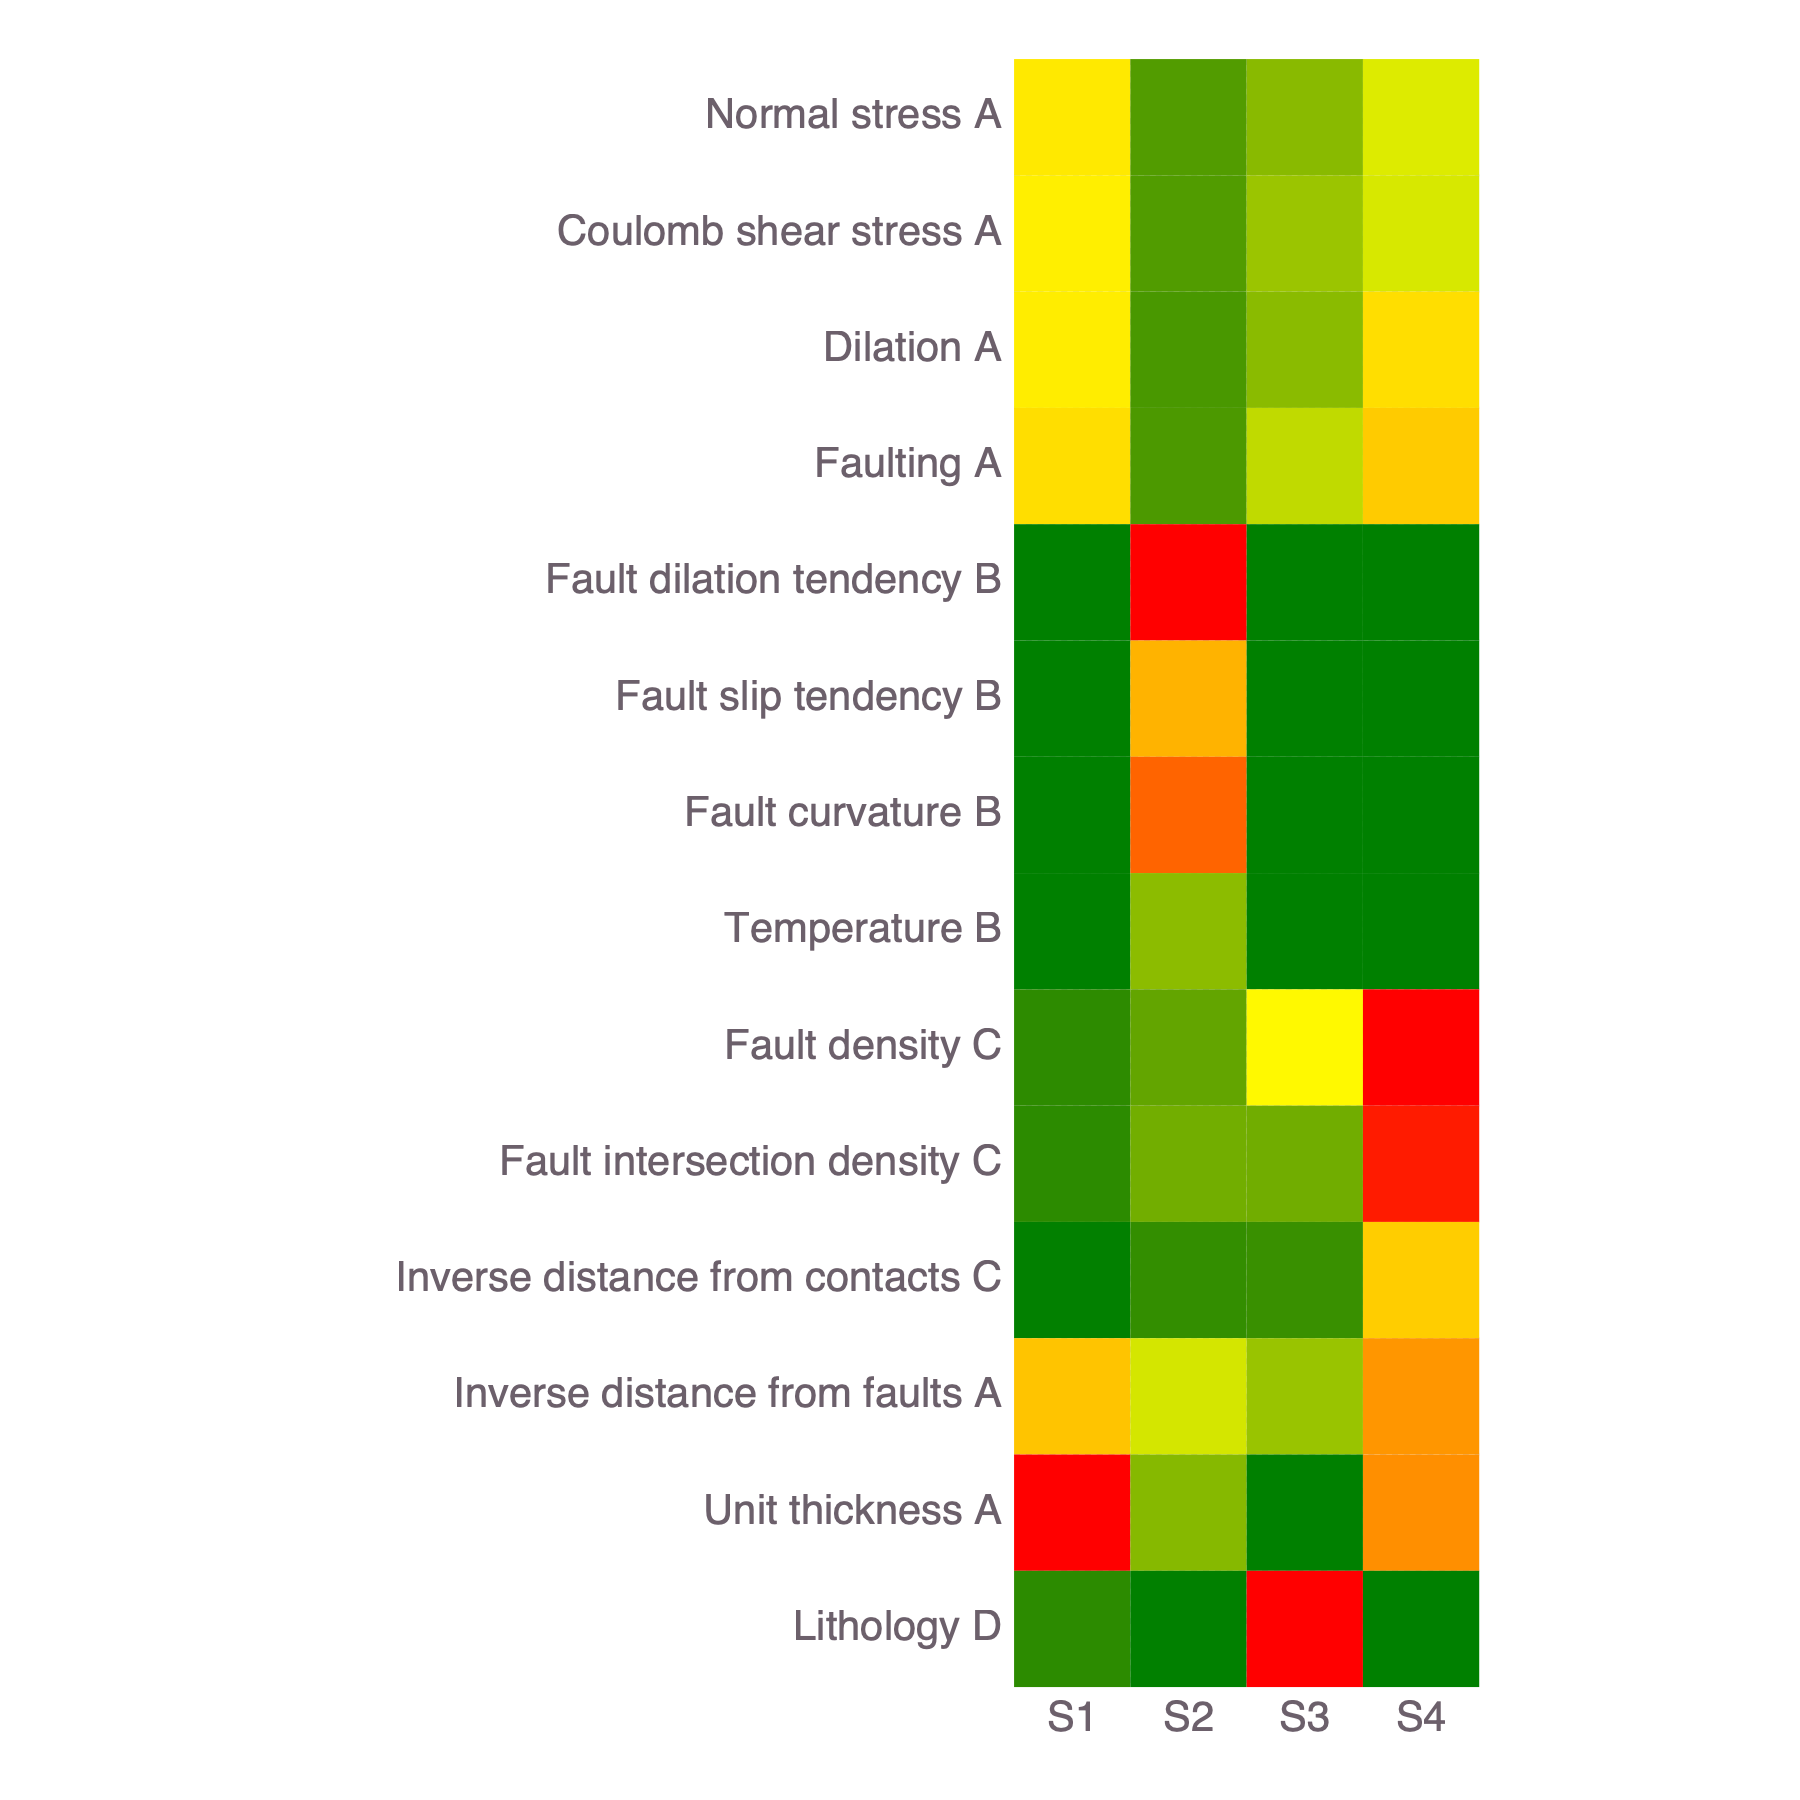 Normal stress A
Coulomb shear stress A
Dilation A
Faulting A
Fault dilation tendency B
Fault slip tendency B
Fault curvature B
Temperature B
Fault density C
Fault intersection density C
Inverse distance from contacts C
Inverse distance from faults A
Unit thickness A
Lithology D
S1 S2 S3 S4